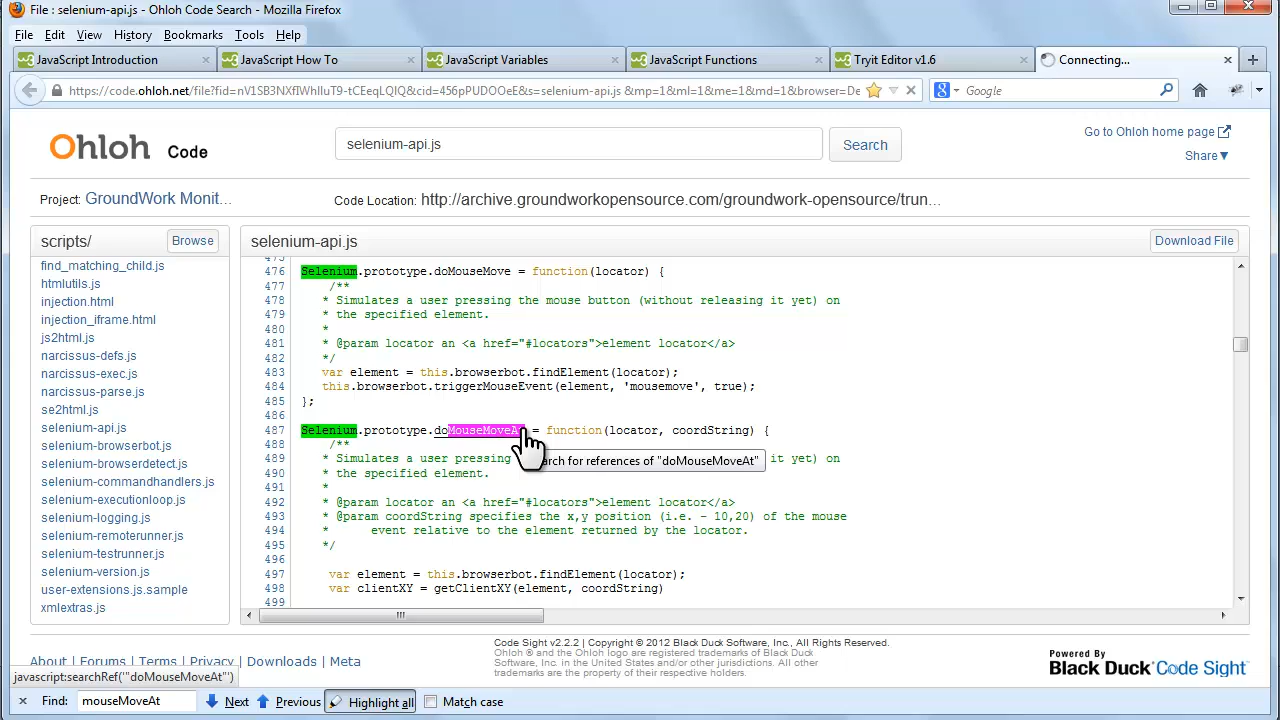 File : selenium-api.js - Ohloh Code Search - Mozilla Firefox
File Edit View History Bookmarks Tools Help
JavaScript Introduction × JavaScript How To × JavaScript Variables × JavaScript Functions × Tryit Editor v1.6 × Connecting... × +
https://code.ohloh.net/file?fid=nV1SB3NXfIWhlluT9-tCEeqLQIQ&cid=456pPUDOOeE&s=selenium-api.js &mp=1&ml=1&me=1&md=1&browser=De
Google
Ohloh Code
selenium-api.js
Search
Go to Ohloh home page
Share▼
Project: GroundWork Monit...
Code Location: http://archive.groundworkopensource.com/groundwork-opensource/trun...
scripts/
Browse
find_matching_child.js
htmlutils.js
injection.html
injection_iframe.html
js2html.js
narcissus-defs.js
narcissus-exec.js
narcissus-parse.js
se2html.js
selenium-api.js
selenium-browserbot.js
selenium-browserdetect.js
selenium-commandhandlers.js
selenium-executionloop.js
selenium-logging.js
selenium-remoterunner.js
selenium-testrunner.js
selenium-version.js
user-extensions.js.sample
xmlextras.js
selenium-api.js
Download File
475
476 Selenium.prototype.doMouseMove = function(locator) {
477 /**
478 * Simulates a user pressing the mouse button (without releasing it yet) on
479 * the specified element.
480 *
481 * @param locator an <a href="#locators">element locator</a>
482 */
483 var element = this.browserbot.findElement(locator);
484 this.browserbot.triggerMouseEvent(element, 'mousemove', true);
485 };
486
487 Selenium.prototype.doMouseMoveAt = function(locator, coordString) {
488 /**
489 * Simulates a user pressing it yet) on
490 * the specified element.
491 *
492 * @param locator an <a href="#locators">element locator</a>
493 * @param coordString specifies the x,y position (i.e. - 10,20) of the mouse
494 event relative to the element returned by the locator.
495 */
496
497 var element = this.browserbot.findElement(locator);
498 var clientXY = getClientXY(element, coordString)
499
arch for references of "doMouseMoveAt"
Code Sight v2.2.2 | Copyright © 2012 Black Duck Software, Inc., All Rights Reserved.
Ohloh ® and the Ohloh logo are registered trademarks of Black Duck
Software, Inc. in the United States and/or other jurisdictions. All other
trademarks are the property of their respective holders.
About | Forums | Terms | Privacy | Downloads | Meta
Powered By
Black Duck Code Sight™
javascript:searchRef('"doMouseMoveAt"')
× Find: mouseMoveAt Next Previous Highlight all Match case